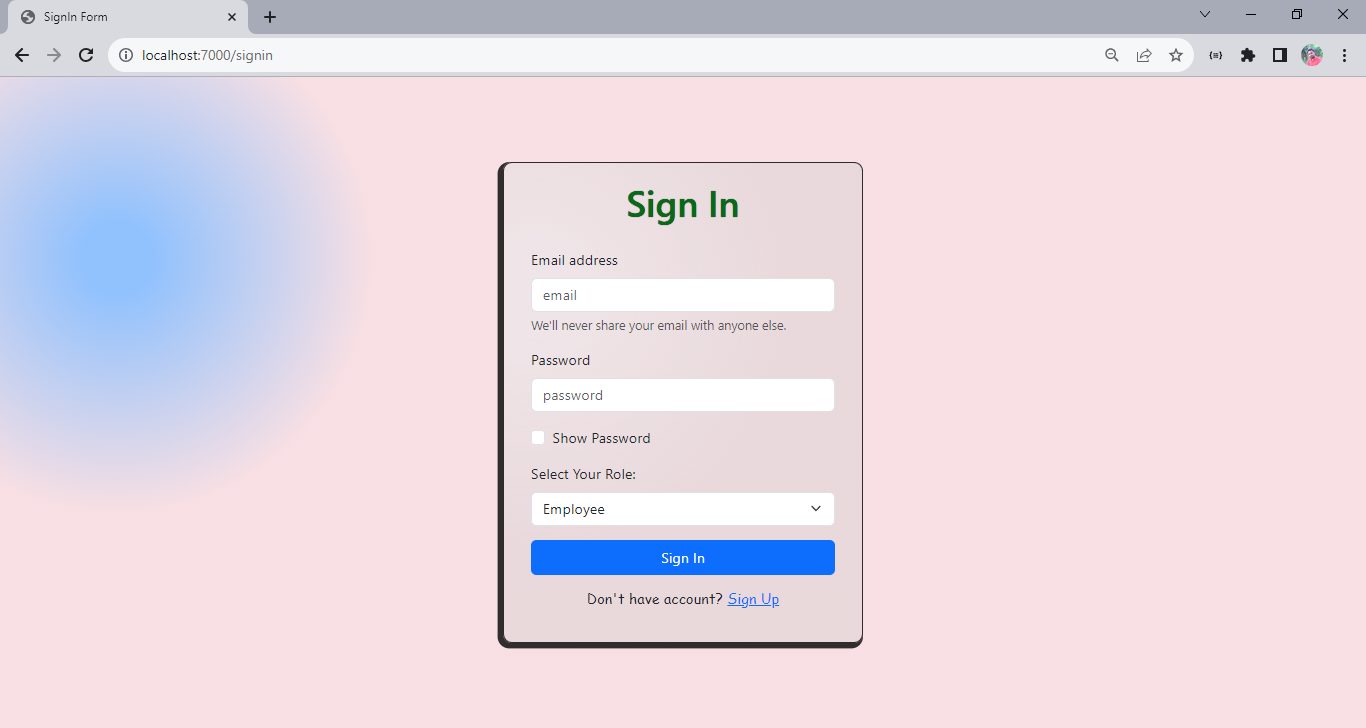 SignIn Form
localhost:7000/signin
Sign In
Email address
email
We'll never share your email with anyone else.
Password
password
Show Password
Select Your Role:
Employee
Sign In
Don't have account? Sign Up